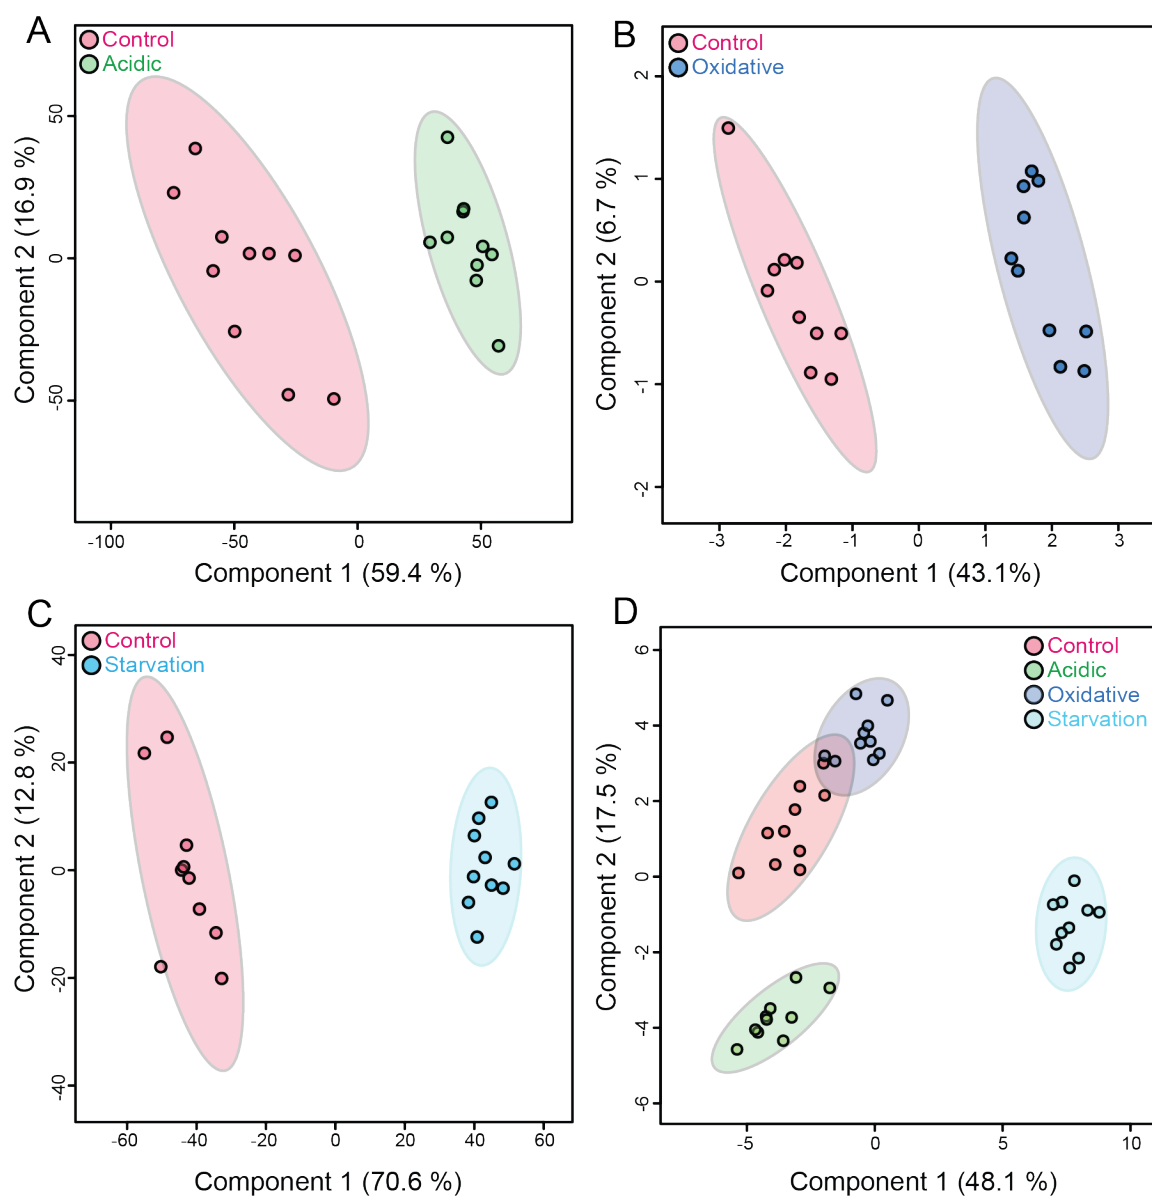 A
Control
Acidic
50
0
-50
Component 2 (16.9 %)
-100
-50
0
50
Component 1 (59.4 %)
B
Control
Oxidative
2
1
0
-1
-2
Component 2 (6.7 %)
-3
-2
-1
0
1
2
3
Component 1 (43.1%)
C
Control
Starvation
40
20
0
-20
-40
Component 2 (12.8 %)
-60
-40
-20
0
20
40
60
Component 1 (70.6 %)
D
Control
Acidic
Oxidative
Starvation
6
4
2
0
-2
-4
-6
Component 2 (17.5 %)
-5
0
5
10
Component 1 (48.1 %)